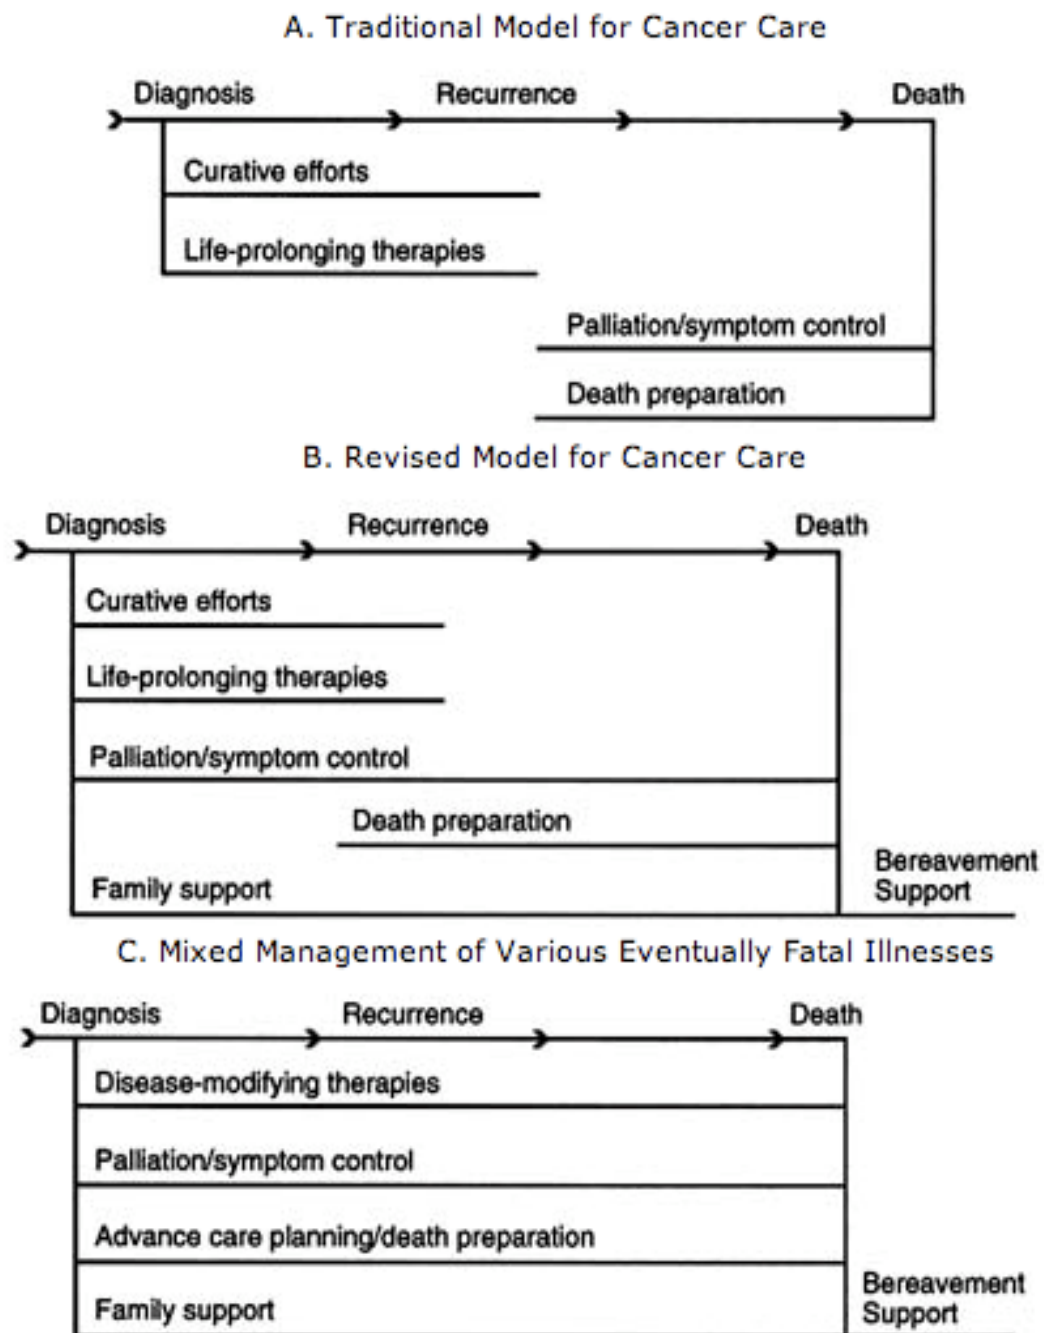 A. Traditional Model for Cancer Care
Diagnosis Recurrence Death
Curative efforts
Life-prolonging therapies
Palliation/symptom control
Death preparation
B. Revised Model for Cancer Care
Diagnosis Recurrence Death
Curative efforts
Life-prolonging therapies
Palliation/symptom control
Death preparation
Family support
Bereavement
Support
C. Mixed Management of Various Eventually Fatal Illnesses
Diagnosis Recurrence Death
Disease-modifying therapies
Palliation/symptom control
Advance care planning/death preparation
Family support
Bereavement
Support